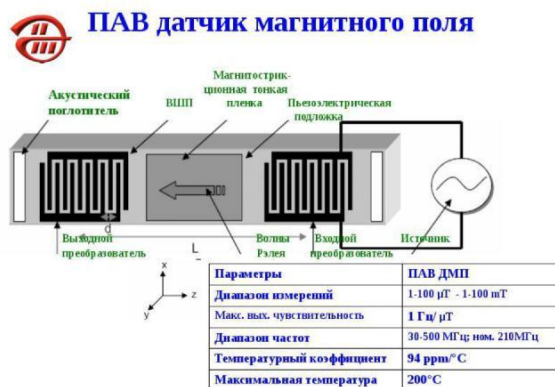 ПАВ датчик магнитного поля
Магнитострик-
ционная тонкая
пленка
Акустический
поглотитель
ВШП
Пьезоэлектрическая
подложка
d
Выходной
преобразователь
L
Волны
Рэлея
Входной
преобразователь
Источник
x
z
y
Параметры ПАВ ДМП
Диапазон измерений 1-100 µT - 1-100 mT
Макс. вых. чувствительность 1 Гц/ µT
Диапазон частот 30-500 МГц; ном. 210МГц
Температурный коэффициент 94 ppm/°C
Максимальная температура 200°C